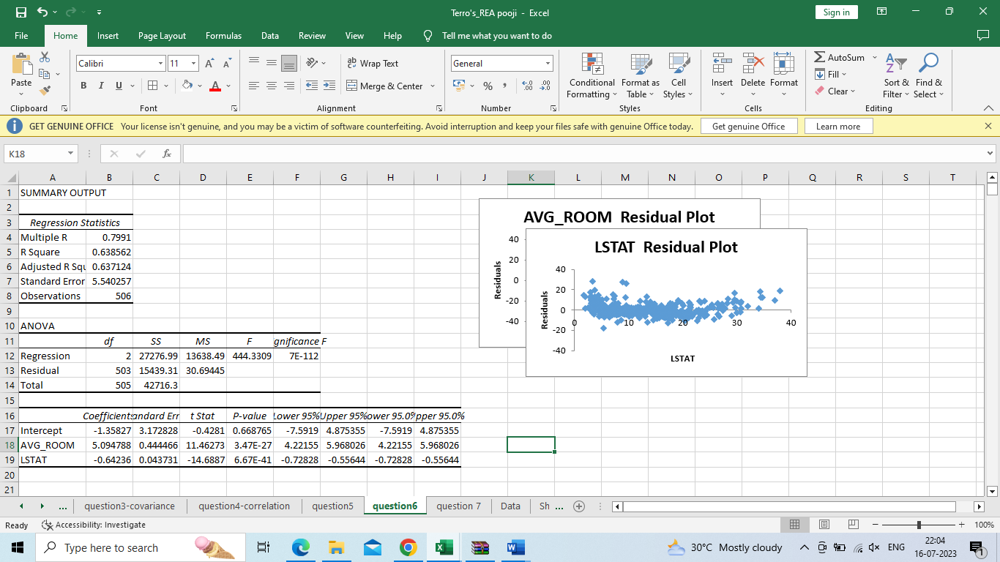 Terro's_REA pooji - Excel
Sign in
File Home Insert Page Layout Formulas Data Review View Help Tell me what you want to do
Paste
Calibri 11 A A
B I U A
ab Wrap Text
Merge & Center
General
% , .00 .0
Conditional Formatting
Format as Table
Cell Styles
Insert Delete Format
AutoSum
Fill
Clear
Sort & Filter
Find & Select
Clipboard Font Alignment Number Styles Cells Editing
GET GENUINE OFFICE Your license isn't genuine, and you may be a victim of software counterfeiting. Avoid interruption and keep your files safe with genuine Office today. Get genuine Office Learn more
K18 fx
A B C D E F G H I J K L M N O P Q R S T
1 SUMMARY OUTPUT
2
3 Regression Statistics
4 Multiple R 0.7991
5 R Square 0.638562
6 Adjusted R Squ 0.637124
7 Standard Error 5.540257
8 Observations 506
9
10 ANOVA
11 df SS MS F gnificance F
12 Regression 2 27276.99 13638.49 444.3309 7E-112
13 Residual 503 15439.31 30.69445
14 Total 505 42716.3
15
16 Coefficients andard Err t Stat P-value Lower 95% Upper 95% ower 95.0% pper 95.0%
17 Intercept -1.35827 3.172828 -0.4281 0.668765 -7.5919 4.875355 -7.5919 4.875355
18 AVG_ROOM 5.094788 0.444466 11.46273 3.47E-27 4.22155 5.968026 4.22155 5.968026
19 LSTAT -0.64236 0.043731 -14.6887 6.67E-41 -0.72828 -0.55644 -0.72828 -0.55644
20
21
AVG_ROOM Residual Plot
Residuals
40
20
0
-20
-40
LSTAT Residual Plot
Residuals
40
20
0
-20
-40
0 10 20 30 40
LSTAT
... question3-covariance question4-correlation question5 question6 question 7 Data Sh ...
Ready Accessibility: Investigate 100%
Type here to search
30°C Mostly cloudy
ENG
22:04
16-07-2023
1